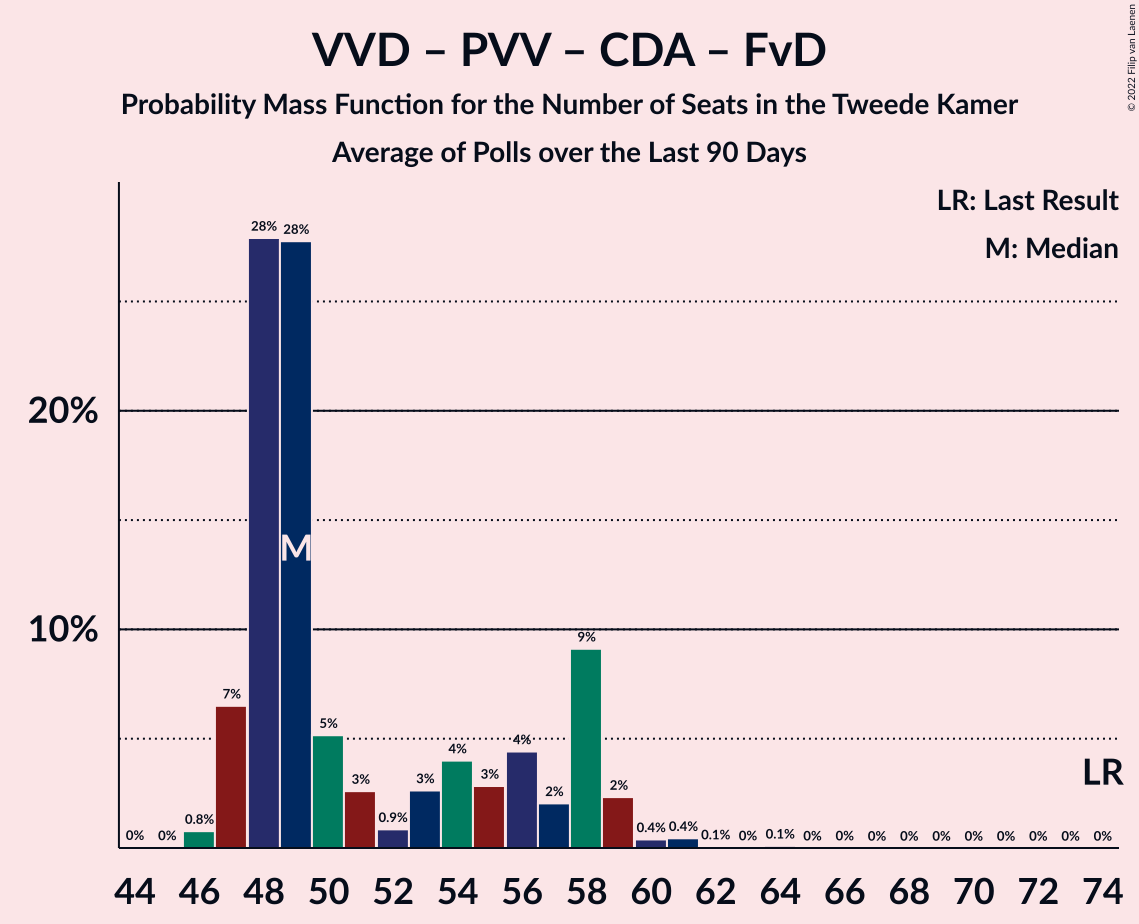 VVD – PVV – CDA – FvD
Probability Mass Function for the Number of Seats in the Tweede Kamer
Average of Polls over the Last 90 Days
© 2022 Filip van Laenen
LR: Last Result
M: Median
20%
10%
0% 0% 0.8% 7% 28% 28% 5% 3% 0.9% 3% 4% 3% 4% 2% 9% 2% 0.4% 0.4% 0.1% 0% 0.1% 0% 0% 0% 0% 0% 0% 0% 0% 0% 0%
M
LR
44 46 48 50 52 54 56 58 60 62 64 66 68 70 72 74